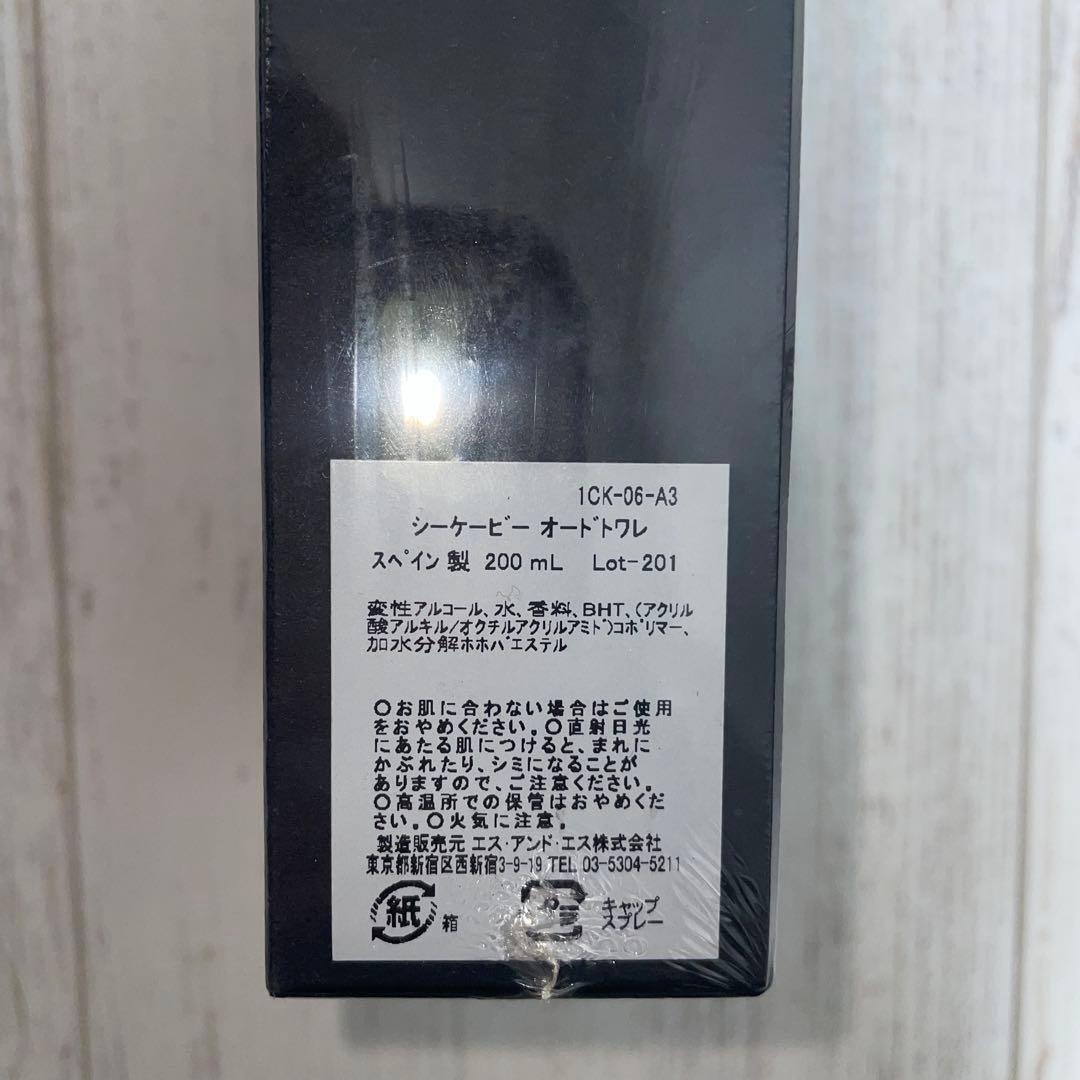 1CK-06-A3
シーケービー オードトワレ
スペイン 製 200 mL Lot-201
変性アルコール、水、香料、BHT、(アクリル
酸アルキル/オクチルアクリルアミド)コポリマー、
加水分解ホホバエステル
○お肌に合わない場合はご使用
をおやめください。○直射日光
にあたる肌につけると、まれに
かぶれたり、シミになることが
ありますので、ご注意ください。
○高温所での保管はおやめくだ
さい。○火気に注意。
製造販売元 エス・アンド・エス株式会社
東京都新宿区西新宿3-9-19 TEL 03-5304-5211
紙 箱
キャップ
スプレー